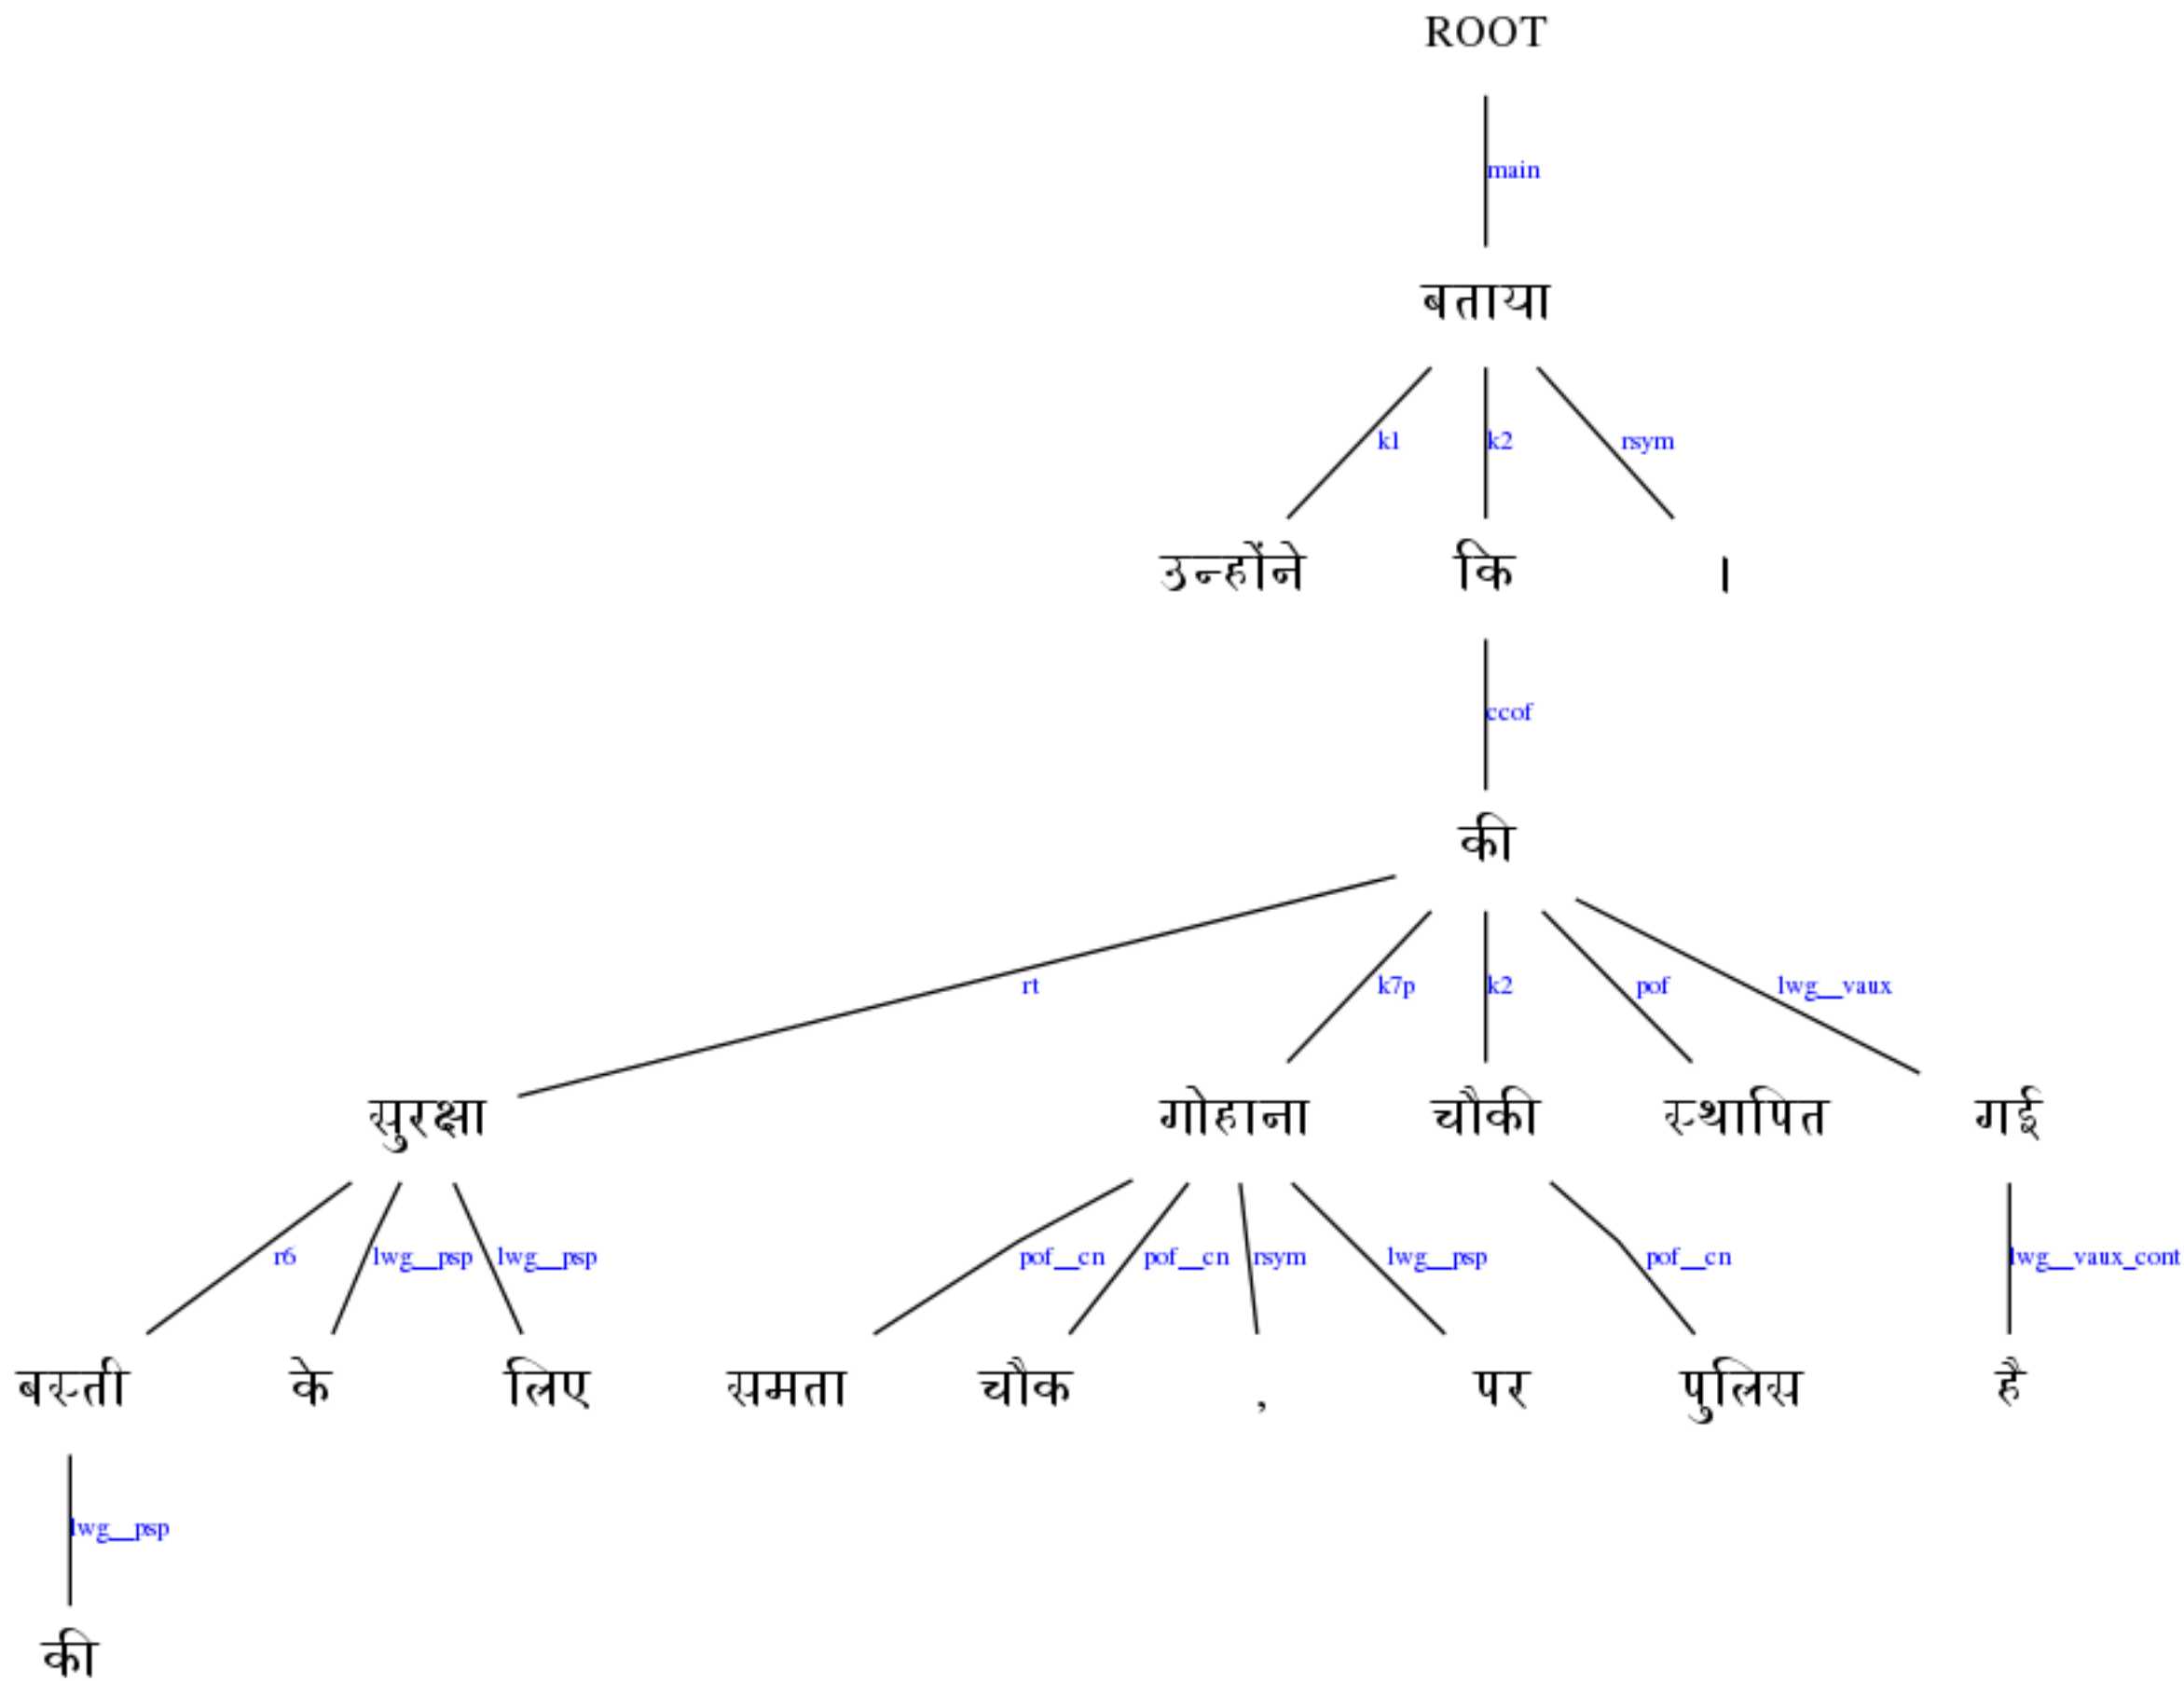 ROOT
main
बताया
k1 k2 rsym
उन्होंने कि ।
ccof
की
rt k7p k2 pof lwg__vaux
सुरक्षा गोहाना चौकी स्थापित गई
r6 lwg__psp lwg__psp pof__cn pof__cn rsym lwg__psp pof__cn lwg__vaux_cont
बस्ती के लिए समता चौक , पर पुलिस है
lwg__psp
की